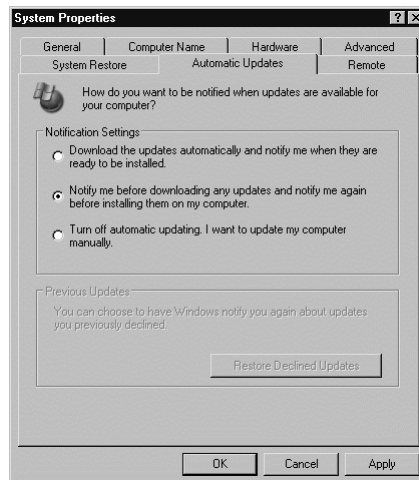 System Properties
General Computer Name Hardware Advanced
System Restore Automatic Updates Remote
How do you want to be notified when updates are available for
your computer?
Notification Settings
Download the updates automatically and notify me when they are
ready to be installed.
Notify me before downloading any updates and notify me again
before installing them on my computer.
Turn off automatic updating. I want to update my computer
manually.
Previous Updates
You can choose to have Windows notify you again about updates
you previously declined.
Restore Declined Updates
OK Cancel Apply